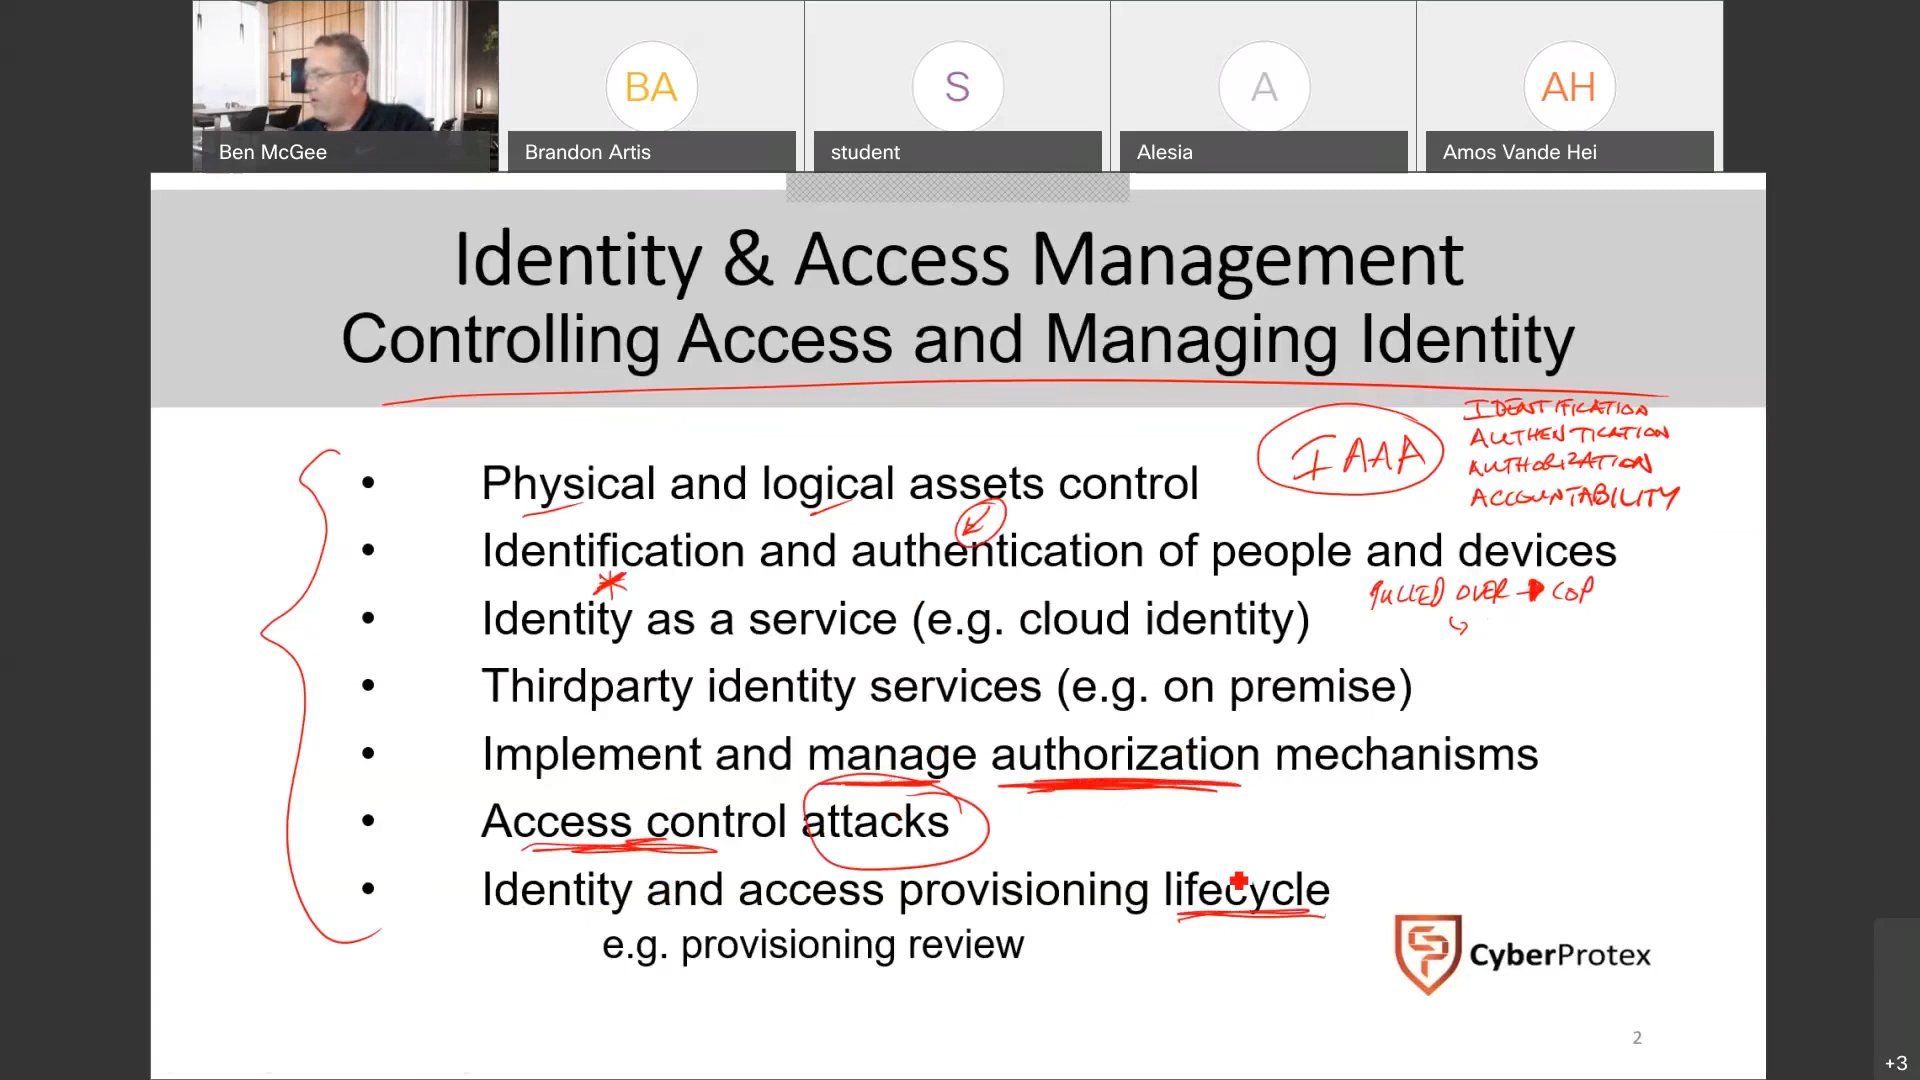 BA
S
A
AH
Ben McGee
Brandon Artis
student
Alesia
Amos Vande Hei
Identity & Access Management
Controlling Access and Managing Identity
IAAA
IDENTIFICATION
AUTHENTICATION
AUTHORIZATION
ACCOUNTABILITY
• Physical and logical assets control
• Identification and authentication of people and devices
PULLED OVER → COP
• Identity as a service (e.g. cloud identity)
• Thirdparty identity services (e.g. on premise)
• Implement and manage authorization mechanisms
• Access control attacks
• Identity and access provisioning lifecycle
e.g. provisioning review
CyberProtex
2
+3